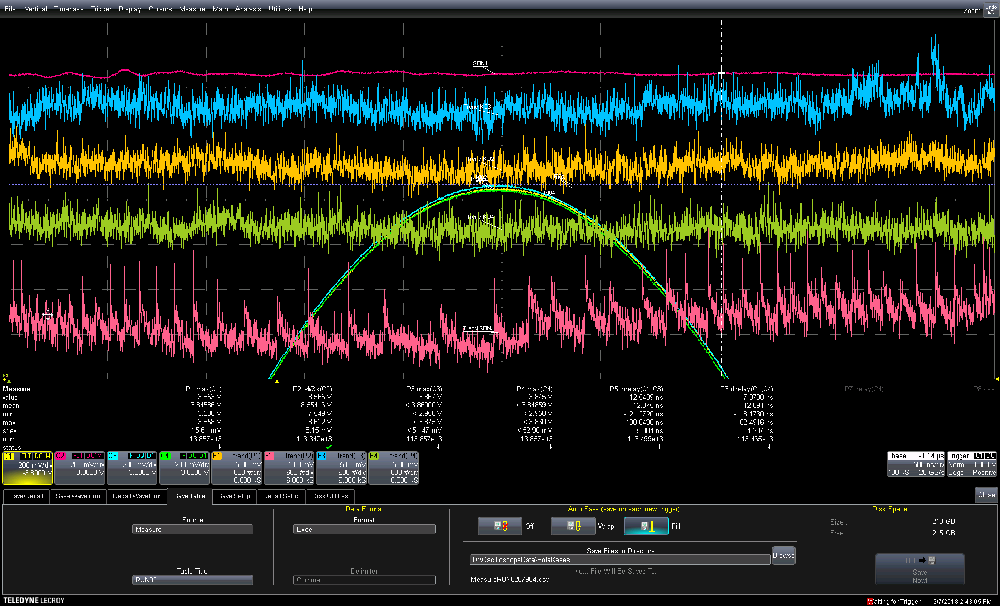 File Vertical Timebase Trigger Display Cursors Measure Math Analysis Utilities Help
Zoom Undo
SEINJ
Trend KI03
Trend KI02
KI04
Trend KI04
Trend SEINJ
Measure P1:max(C1) P2:lvl@x(C2) P3:max(C3) P4:max(C4) P5:ddelay(C1,C3) P6:ddelay(C1,C4) P7:delay(C4) P8:- - -
value 3.853 V 8.565 V 3.867 V 3.845 V -12.5439 ns -7.3730 ns
mean 3.84586 V 8.55416 V < 3.86000 V < 3.84859 V -12.075 ns -12.691 ns
min 3.506 V 7.549 V < 2.950 V < 2.950 V -121.2720 ns -118.1730 ns
max 3.858 V 8.622 V < 3.875 V < 3.860 V 108.8436 ns 82.4916 ns
sdev 15.61 mV 18.15 mV < 51.47 mV < 52.90 mV 5.004 ns 4.284 ns
num 113.857e+3 113.342e+3 113.857e+3 113.857e+3 113.499e+3 113.465e+3
status
C1 FLT DC1M C2 FLT DC1M C3 F DQ D1 C4 F DQ D1 F1 trend(P1) F2 trend(P2) F3 trend(P3) F4 trend(P4) Tbase -1.14 µs Trigger C1 DC
200 mV/div 200 mV/div 200 mV/div 200 mV/div 5.00 mV 10.0 mV 5.00 mV 5.00 mV 500 ns/div Norm. 3.000 V
-3.8000 V -8.0000 V -3.8000 V -3.8000 V 600 #/div 600 #/div 600 #/div 600 #/div 100 kS 20 GS/s Edge Positive
6.000 kS 6.000 kS 6.000 kS 6.000 kS
Save/Recall Save Waveform Recall Waveform Save Table Save Setup Recall Setup Disk Utilities Close
Data Format Auto Save (save on each new trigger) Disk Space
Source Format
Measure Excel
Off Wrap Fill
Size : 218 GB
Free : 215 GB
Save Files In Directory
D:\OscilloscopeData\HolaKases Browse
Table Title Delimiter Next File Will Be Saved To:
RUN02 Comma MeasureRUN0207964.csv
Save
Now!
TELEDYNE LECROY Waiting for Trigger 3/7/2018 2:43:05 PM